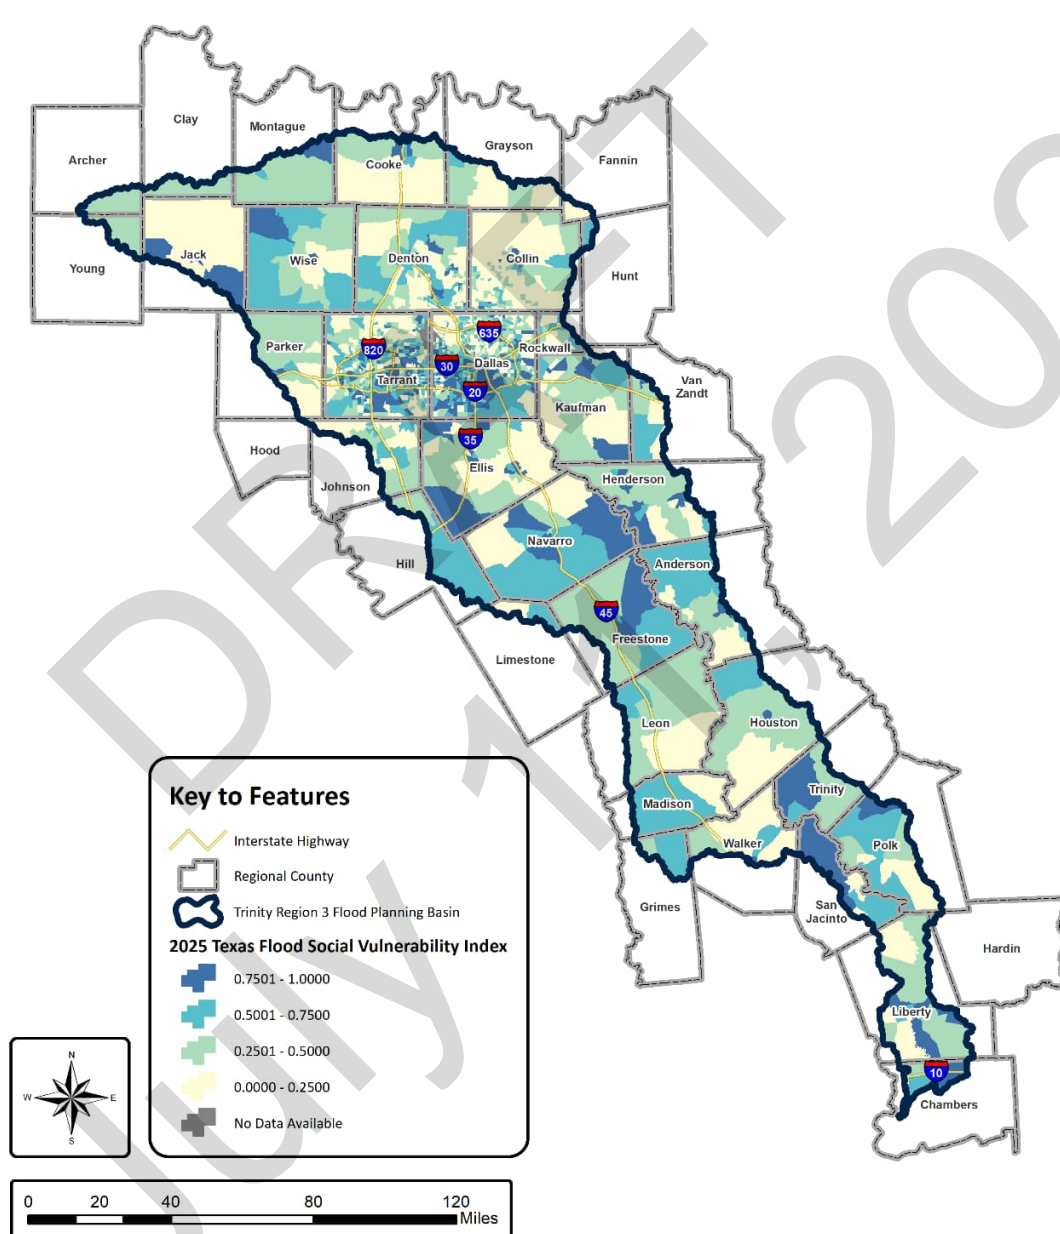 Clay
Montague
Grayson
Archer
Cooke
Fannin
Young
Jack
Wise
Denton
Collin
Hunt
635
Parker
820
Rockwall
30
Dallas
Tarrant
20
Van
Zandt
Kaufman
35
Hood
Ellis
Johnson
Henderson
Navarro
Hill
Anderson
45
Freestone
Limestone
Leon
Houston
Trinity
Madison
Walker
Polk
Grimes
San
Jacinto
Hardin
Liberty
10
Chambers
Key to Features
Interstate Highway
Regional County
Trinity Region 3 Flood Planning Basin
2025 Texas Flood Social Vulnerability Index
0.7501 - 1.0000
0.5001 - 0.7500
0.2501 - 0.5000
0.0000 - 0.2500
No Data Available
N
W E
S
0 20 40 80 120
Miles
DRAFT
July 11, 202